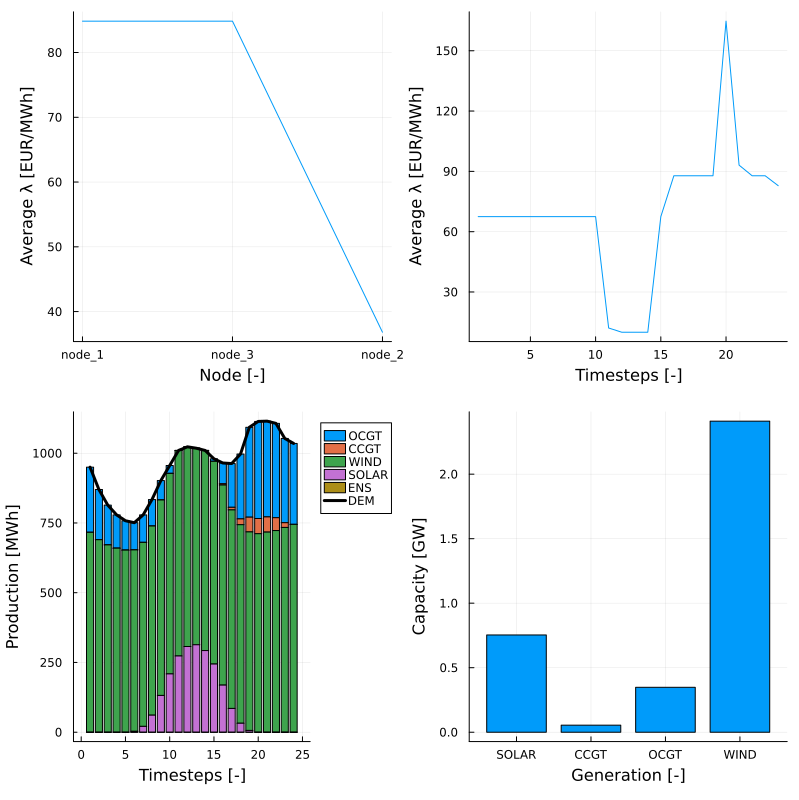 Average λ [EUR/MWh]
80
70
60
50
40
node_1 node_3 node_2
Node [-]
Average λ [EUR/MWh]
150
120
90
60
30
5 10 15 20
Timesteps [-]
Production [MWh]
1000
750
500
250
0
0 5 10 15 20 25
Timesteps [-]
OCGT
CCGT
WIND
SOLAR
ENS
DEM
Capacity [GW]
2.0
1.5
1.0
0.5
0.0
SOLAR CCGT OCGT WIND
Generation [-]